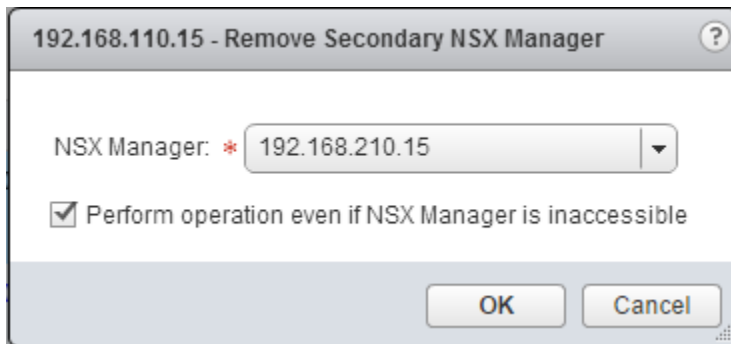 192.168.110.15 - Remove Secondary NSX Manager ?
NSX Manager: * 192.168.210.15
Perform operation even if NSX Manager is inaccessible
OK Cancel